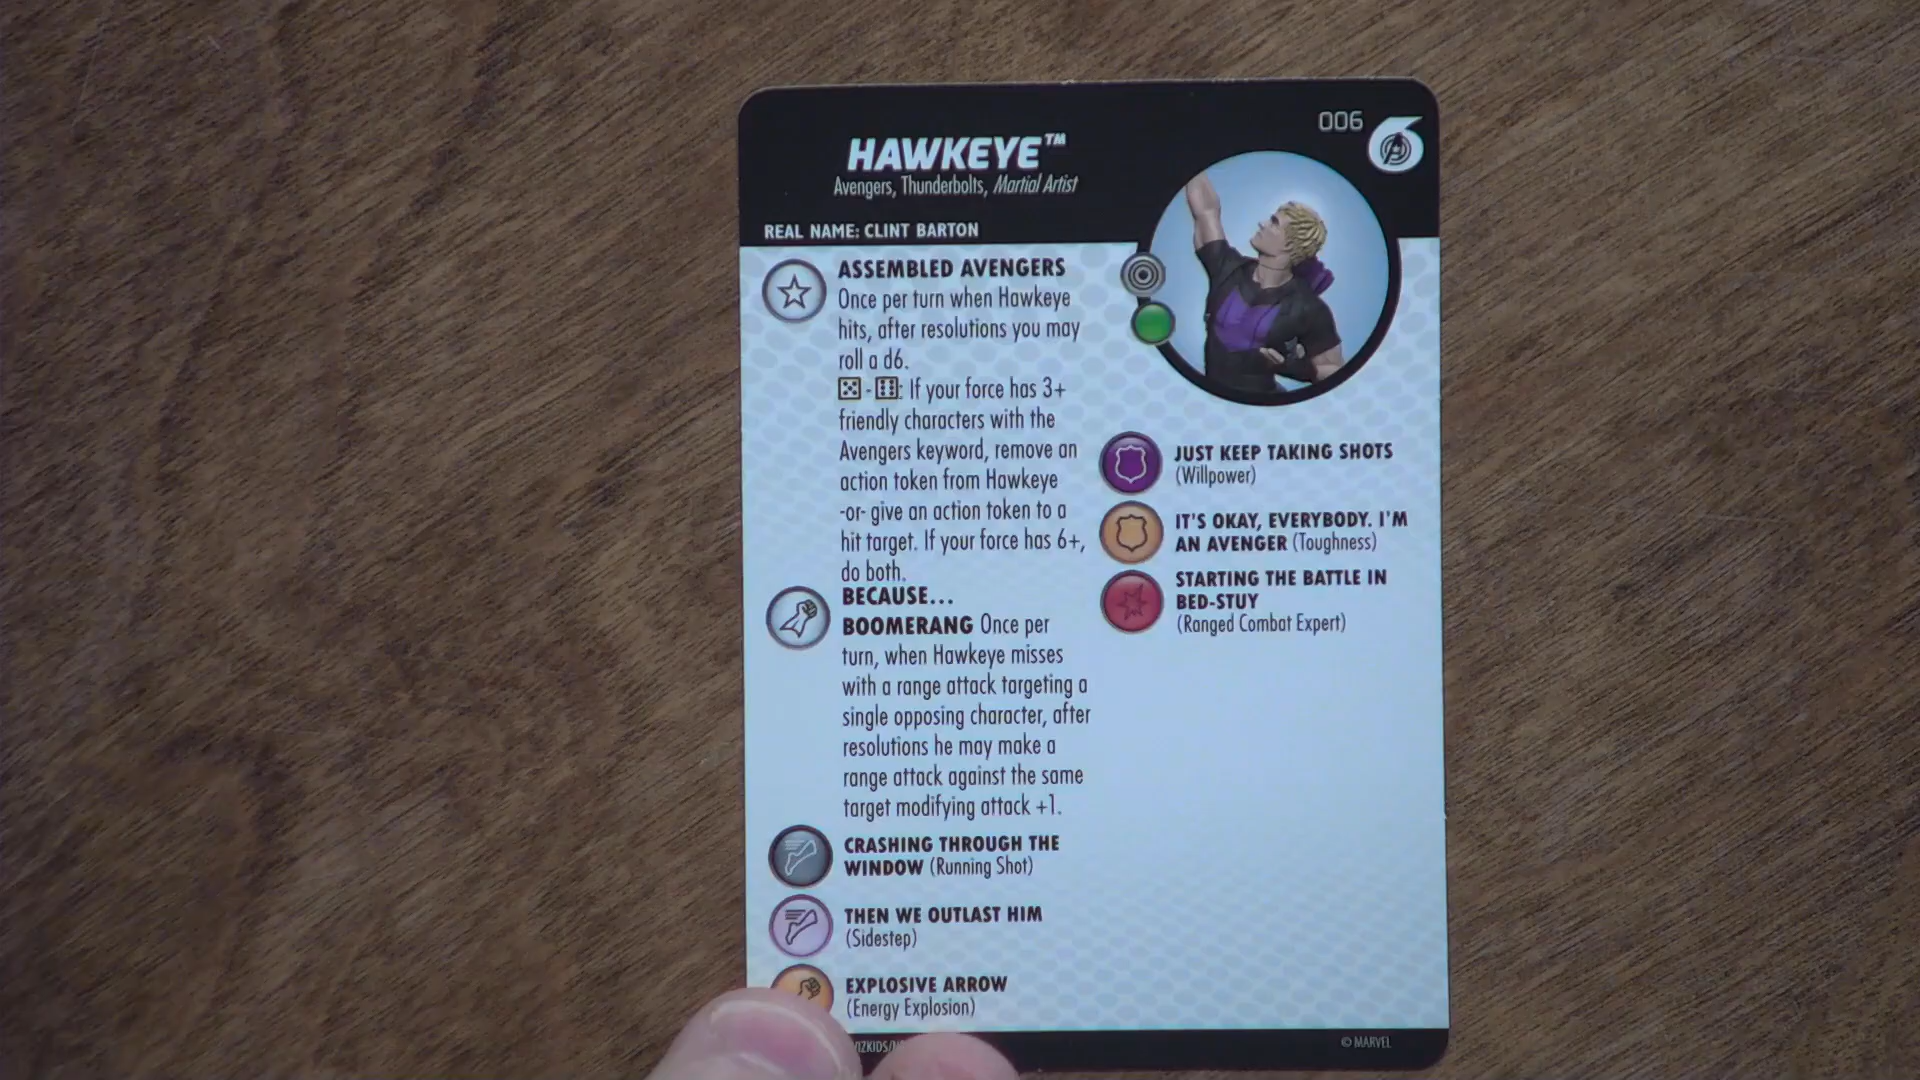 006
HAWKEYE™
Avengers, Thunderbolts, Martial Artist
REAL NAME: CLINT BARTON
ASSEMBLED AVENGERS
Once per turn when Hawkeye
hits, after resolutions you may
roll a d6.
⚄ - ⚅: If your force has 3+
friendly characters with the
Avengers keyword, remove an
action token from Hawkeye
-or- give an action token to a
hit target. If your force has 6+,
do both.
BECAUSE...
BOOMERANG Once per
turn, when Hawkeye misses
with a range attack targeting a
single opposing character, after
resolutions he may make a
range attack against the same
target modifying attack +1.
CRASHING THROUGH THE
WINDOW (Running Shot)
THEN WE OUTLAST HIM
(Sidestep)
EXPLOSIVE ARROW
(Energy Explosion)
JUST KEEP TAKING SHOTS
(Willpower)
IT'S OKAY, EVERYBODY. I'M
AN AVENGER (Toughness)
STARTING THE BATTLE IN
BED-STUY
(Ranged Combat Expert)
© MARVEL